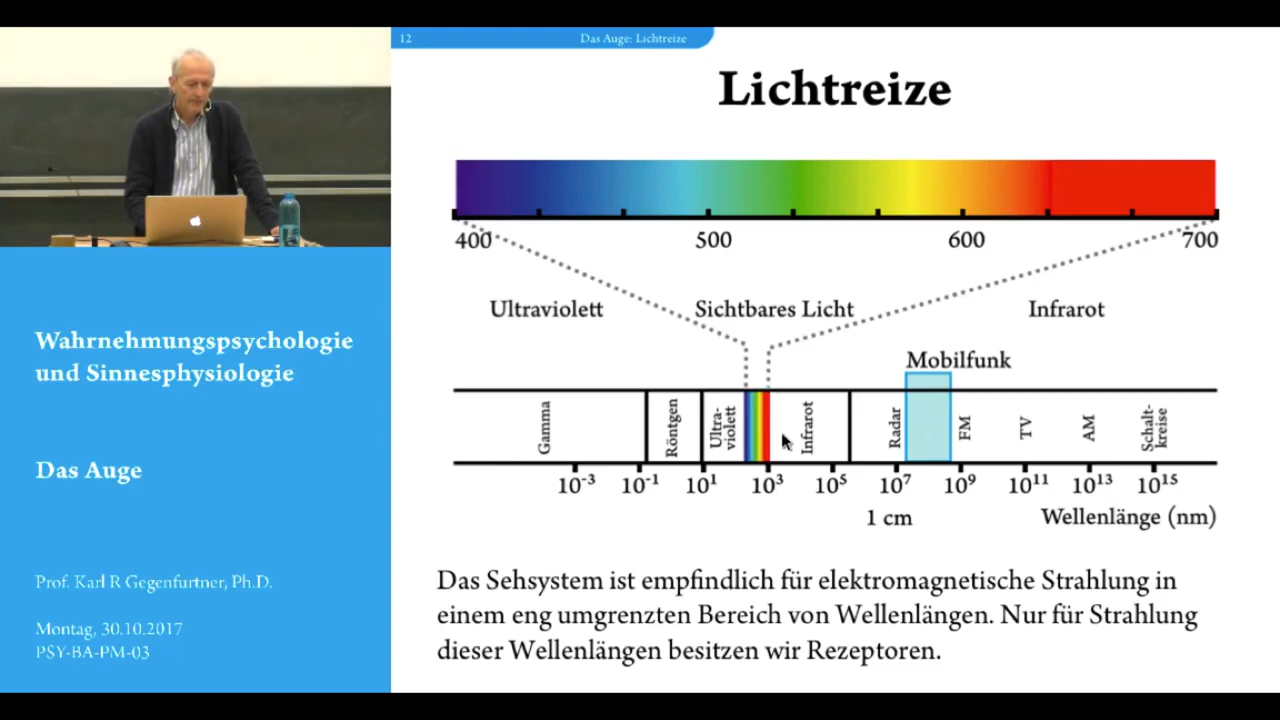 12
Das Auge: Lichtreize
Lichtreize
400 500 600 700
Ultraviolett Sichtbares Licht Infrarot
Mobilfunk
Gamma Röntgen Ultra-
violett Infrarot Radar FM TV AM Schalt-
kreise
10⁻³ 10⁻¹ 10¹ 10³ 10⁵ 10⁷ 10⁹ 10¹¹ 10¹³ 10¹⁵
1 cm Wellenlänge (nm)
Das Sehsystem ist empfindlich für elektromagnetische Strahlung in
einem eng umgrenzten Bereich von Wellenlängen. Nur für Strahlung
dieser Wellenlängen besitzen wir Rezeptoren.
Wahrnehmungspsychologie
und Sinnesphysiologie
Das Auge
Prof. Karl R Gegenfurtner, Ph.D.
Montag, 30.10.2017
PSY-BA-PM-03